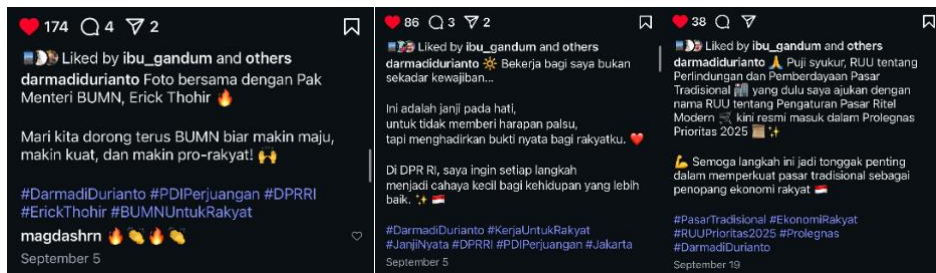 174 4 2
Liked by ibu_gandum and others
darmadidurianto Foto bersama dengan Pak
Menteri BUMN, Erick Thohir 🔥
Mari kita dorong terus BUMN biar makin maju,
makin kuat, dan makin pro-rakyat! 🙌
#DarmadiDurianto #PDIPerjuangan #DPRRI
#ErickThohir #BUMNUntukRakyat
magdashrn 🔥👏🔥👏
September 5
86 3 2
Liked by ibu_gandum and others
darmadidurianto 🔆 Bekerja bagi saya bukan
sekadar kewajiban...
Ini adalah janji pada hati,
untuk tidak memberi harapan palsu,
tapi menghadirkan bukti nyata bagi rakyatku. ❤️
Di DPR RI, saya ingin setiap langkah
menjadi cahaya kecil bagi kehidupan yang lebih
baik. ✨🇮🇩
#DarmadiDurianto #KerjaUntukRakyat
#JanjiNyata #DPRRI #PDIPerjuangan #Jakarta
September 5
38
Liked by ibu_gandum and others
darmadidurianto 🙏 Puji syukur, RUU tentang
Perlindungan dan Pemberdayaan Pasar
Tradisional 🏬 yang dulu saya ajukan dengan
nama RUU tentang Pengaturan Pasar Ritel
Modern 🛒 kini resmi masuk dalam Prolegnas
Prioritas 2025 ✨
💪 Semoga langkah ini jadi tonggak penting
dalam memperkuat pasar tradisional sebagai
penopang ekonomi rakyat 🇮🇩
#PasarTradisional #EkonomiRakyat
#RUUPrioritas2025 #Prolegnas
#DarmadiDurianto
September 19